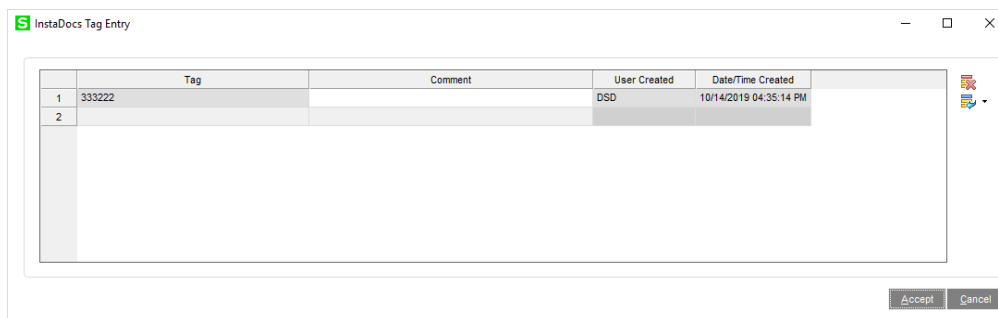 S InstaDocs Tag Entry
Tag Comment User Created Date/Time Created
1 333222 DSD 10/14/2019 04:35:14 PM
2
Accept Cancel